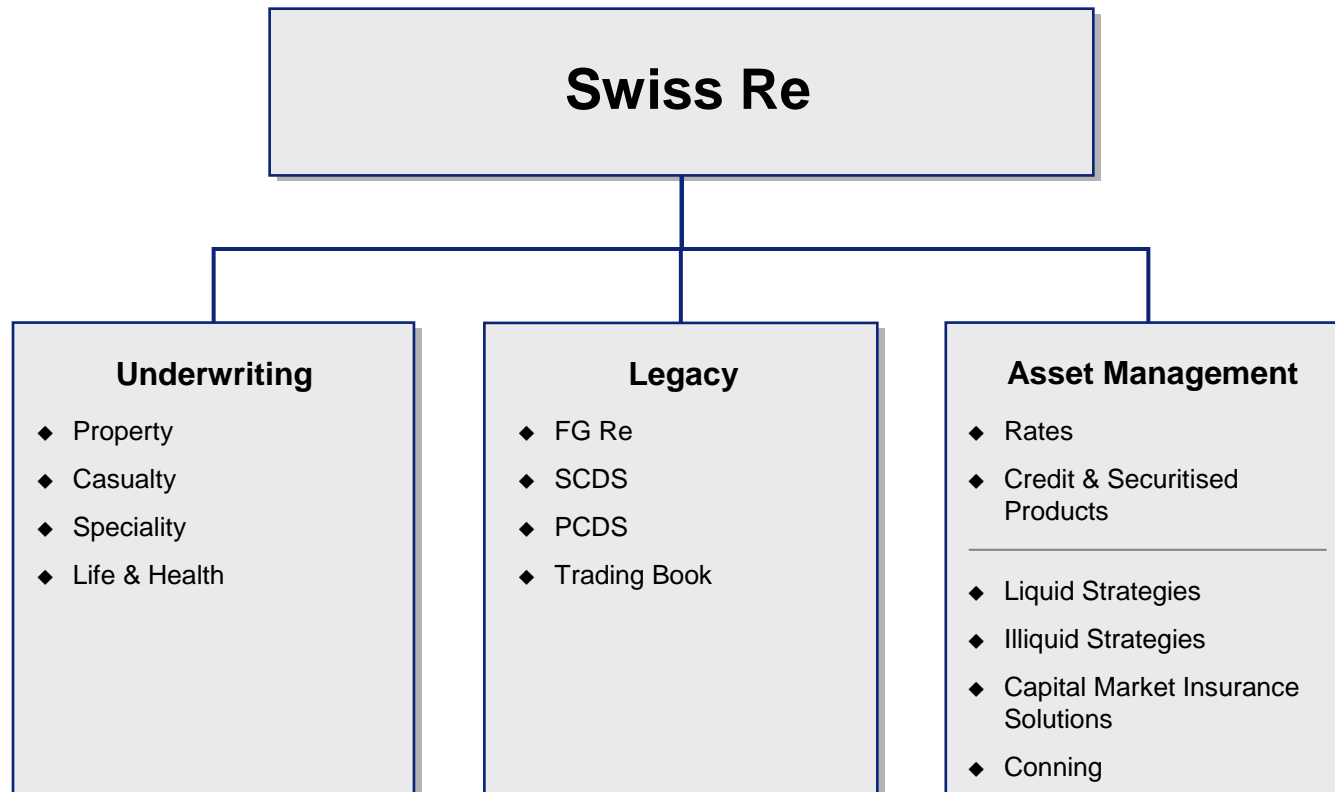 Swiss Re
Underwriting
◆ Property
◆ Casualty
◆ Speciality
◆ Life & Health
Legacy
◆ FG Re
◆ SCDS
◆ PCDS
◆ Trading Book
Asset Management
◆ Rates
◆ Credit & Securitised
Products
◆ Liquid Strategies
◆ Illiquid Strategies
◆ Capital Market Insurance
Solutions
◆ Conning